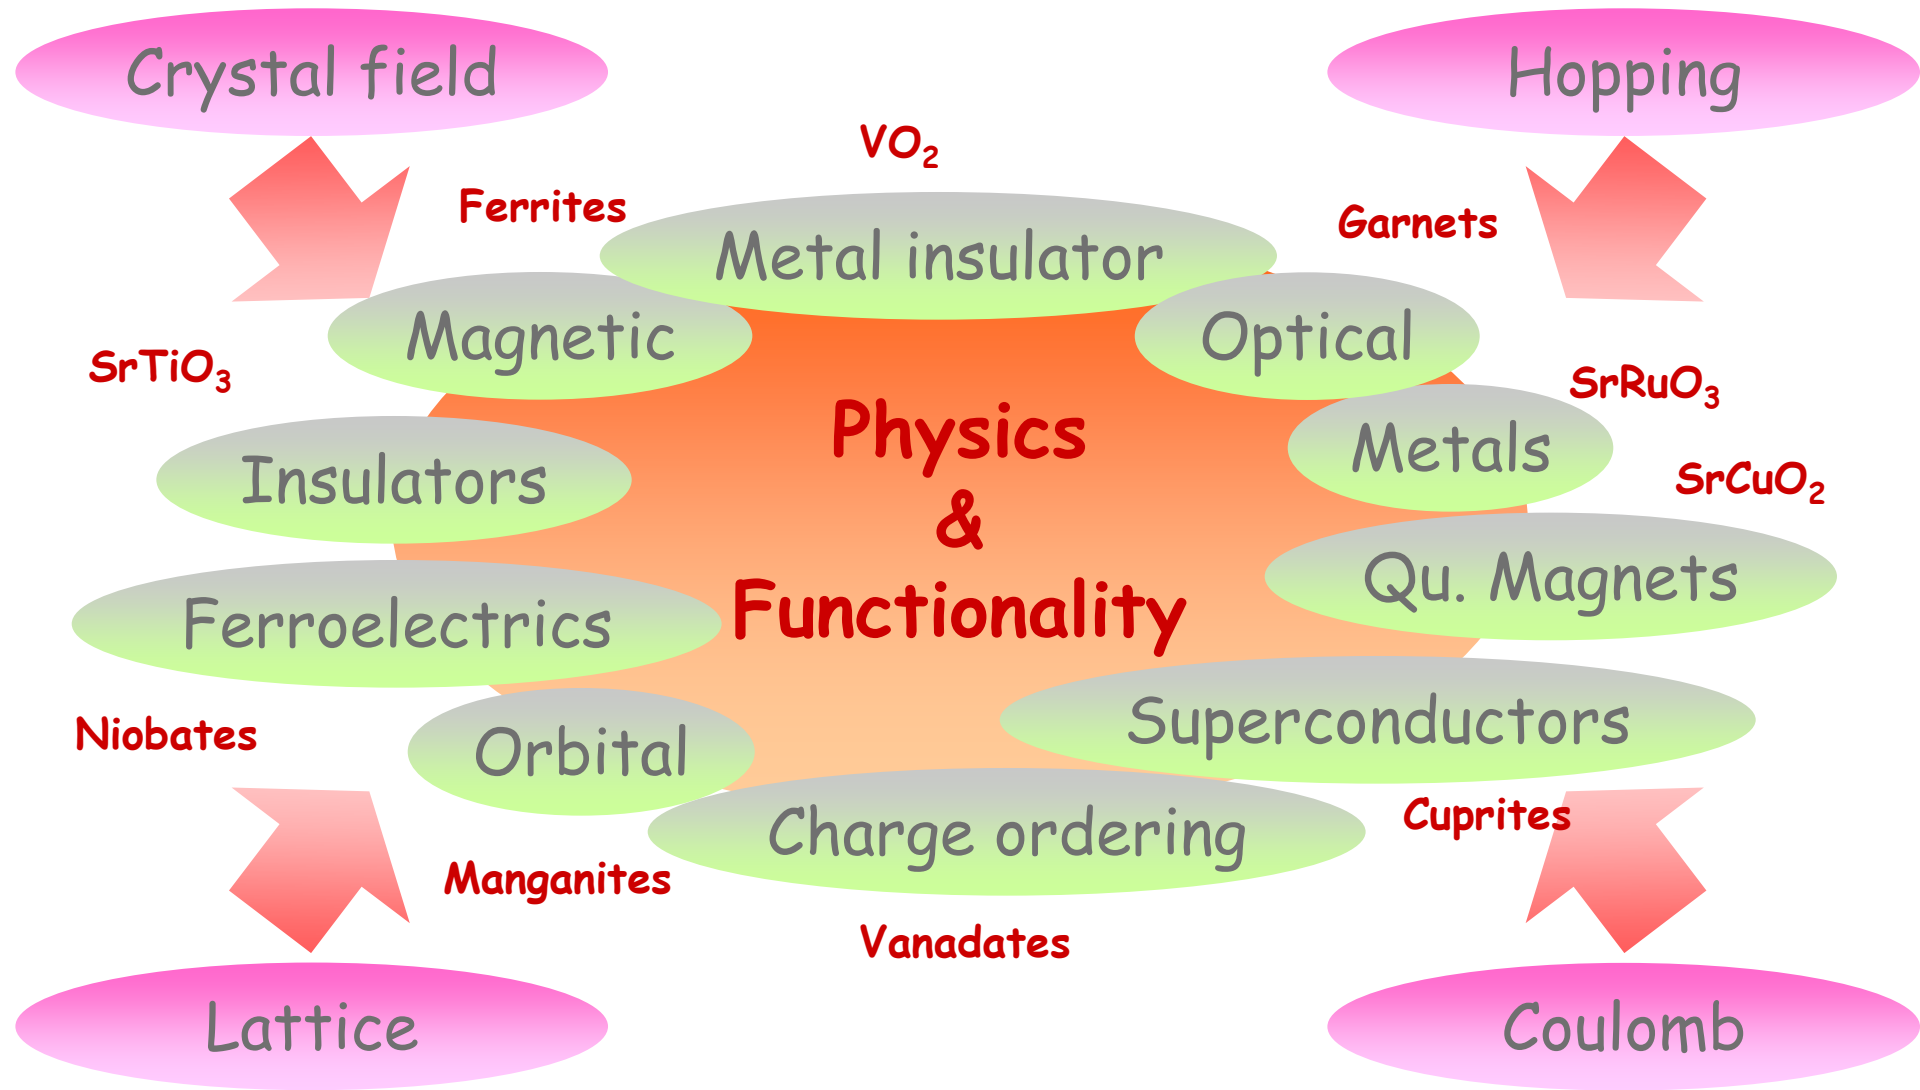 Crystal field
Hopping
VO₂
Ferrites
Garnets
Metal insulator
Magnetic
Optical
SrTiO₃
SrRuO₃
Physics
&
Functionality
Metals
Insulators
SrCuO₂
Qu. Magnets
Ferroelectrics
Niobates
Orbital
Superconductors
Charge ordering
Cuprites
Manganites
Vanadates
Lattice
Coulomb